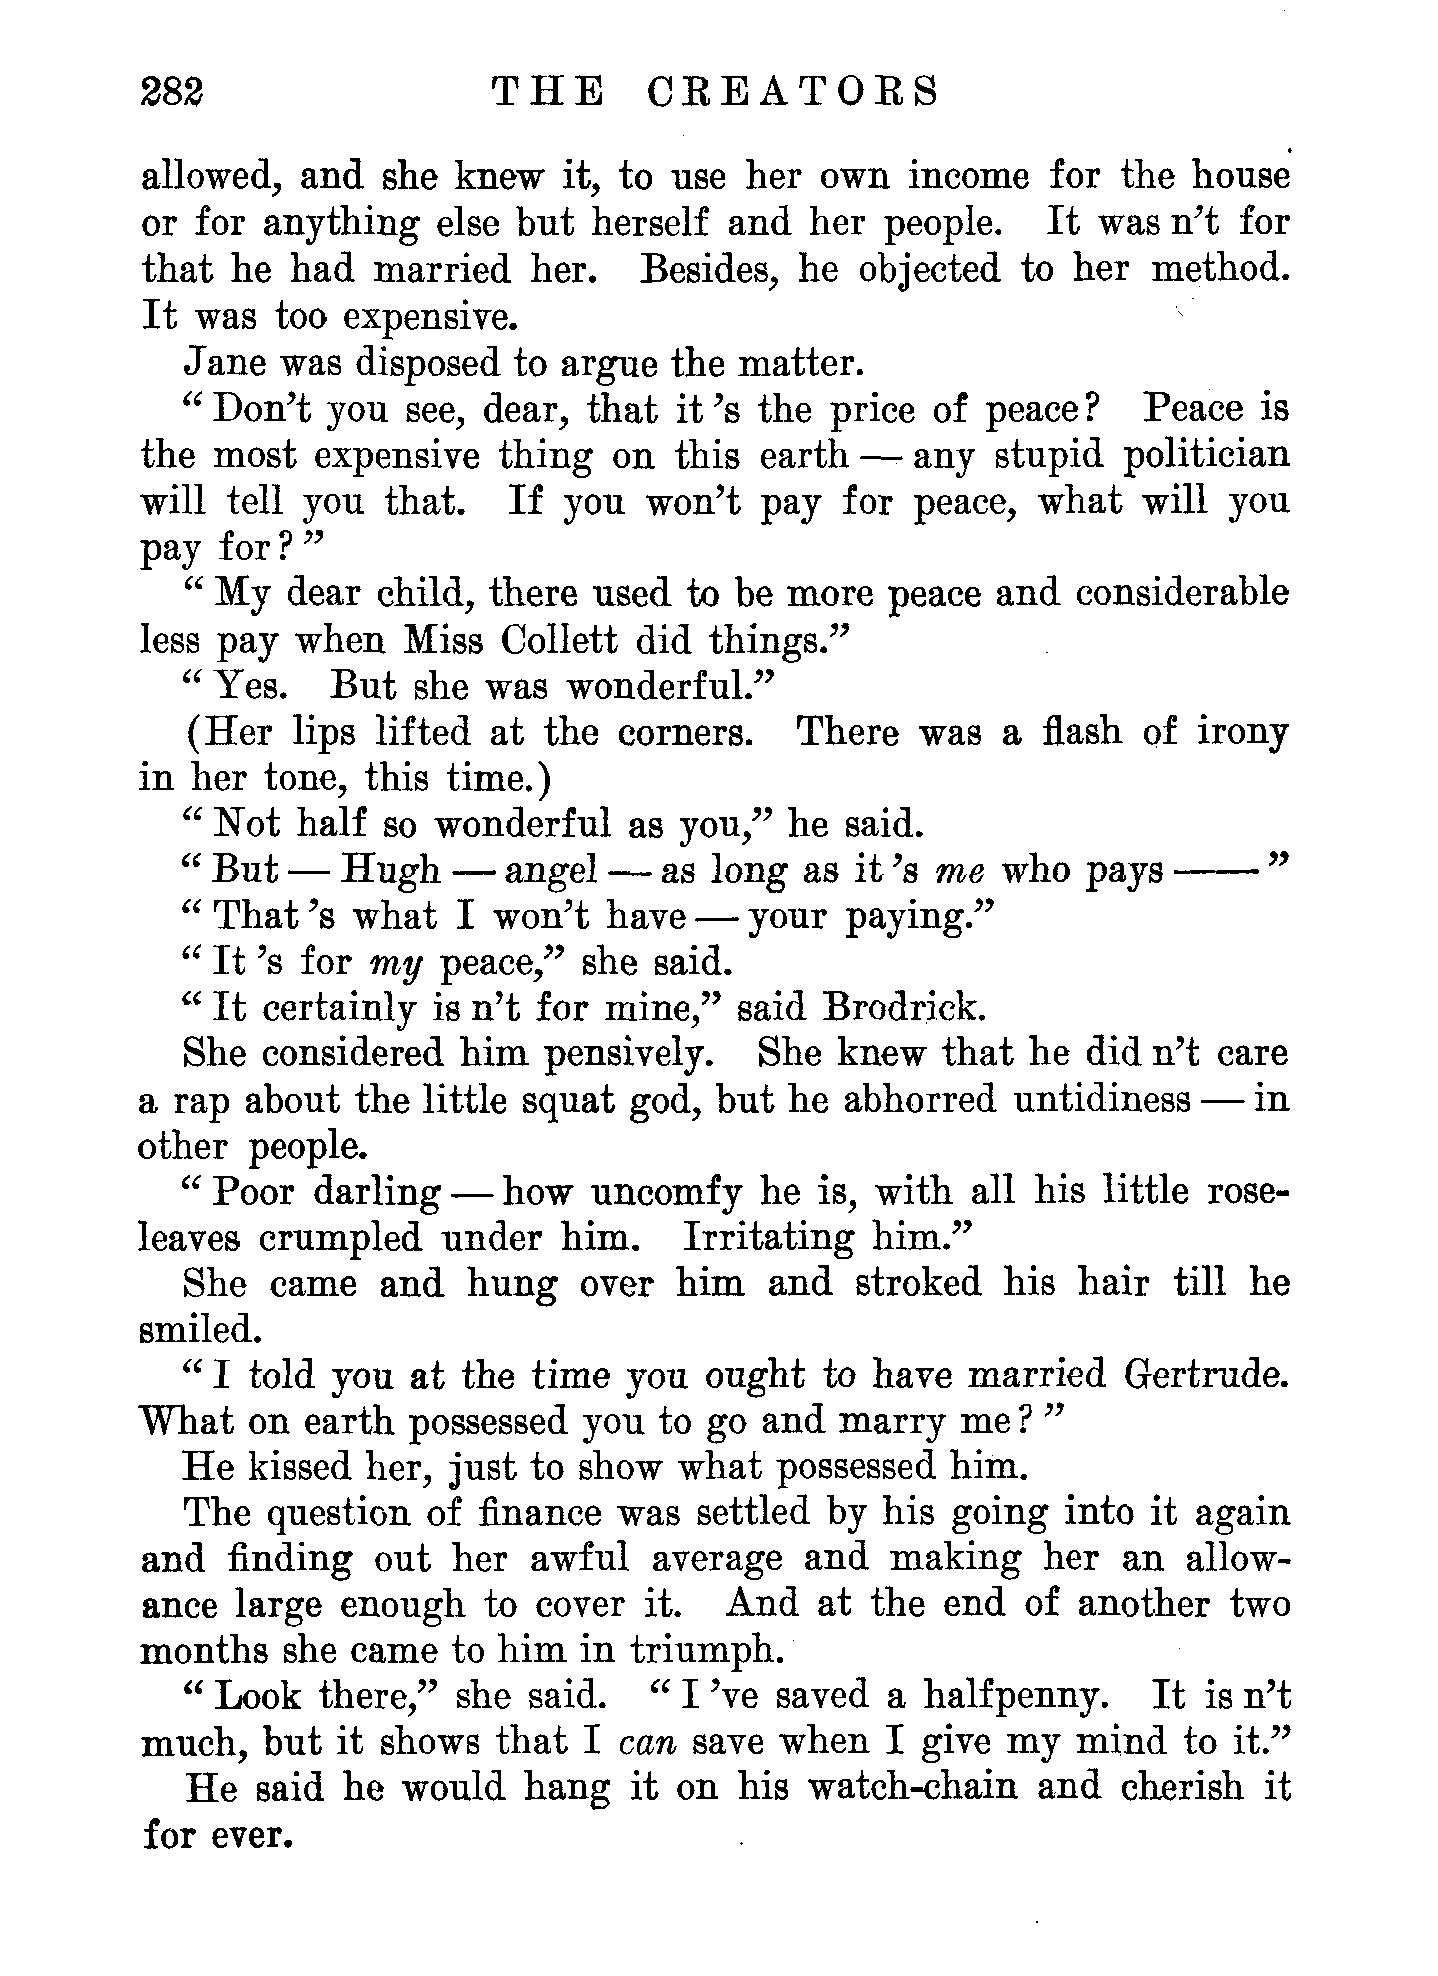 282 THE CREATORS
allowed, and she knew it, to use her own income for the house
or for anything else but herself and her people. It was n't for
that he had married her. Besides, he objected to her method.
It was too expensive.
Jane was disposed to argue the matter.
“ Don't you see, dear, that it 's the price of peace? Peace is
the most expensive thing on this earth — any stupid politician
will tell you that. If you won't pay for peace, what will you
pay for? ”
“ My dear child, there used to be more peace and considerable
less pay when Miss Collett did things.”
“ Yes. But she was wonderful.”
(Her lips lifted at the corners. There was a flash of irony
in her tone, this time.)
“ Not half so wonderful as you,” he said.
“ But — Hugh — angel — as long as it 's me who pays —— ”
“ That 's what I won't have — your paying.”
“ It 's for my peace,” she said.
“ It certainly is n't for mine,” said Brodrick.
She considered him pensively. She knew that he did n't care
a rap about the little squat god, but he abhorred untidiness — in
other people.
“ Poor darling — how uncomfy he is, with all his little rose-
leaves crumpled under him. Irritating him.”
She came and hung over him and stroked his hair till he
smiled.
“ I told you at the time you ought to have married Gertrude.
What on earth possessed you to go and marry me? ”
He kissed her, just to show what possessed him.
The question of finance was settled by his going into it again
and finding out her awful average and making her an allow-
ance large enough to cover it. And at the end of another two
months she came to him in triumph.
“ Look there,” she said. “ I 've saved a halfpenny. It is n't
much, but it shows that I can save when I give my mind to it.”
He said he would hang it on his watch-chain and cherish it
for ever.